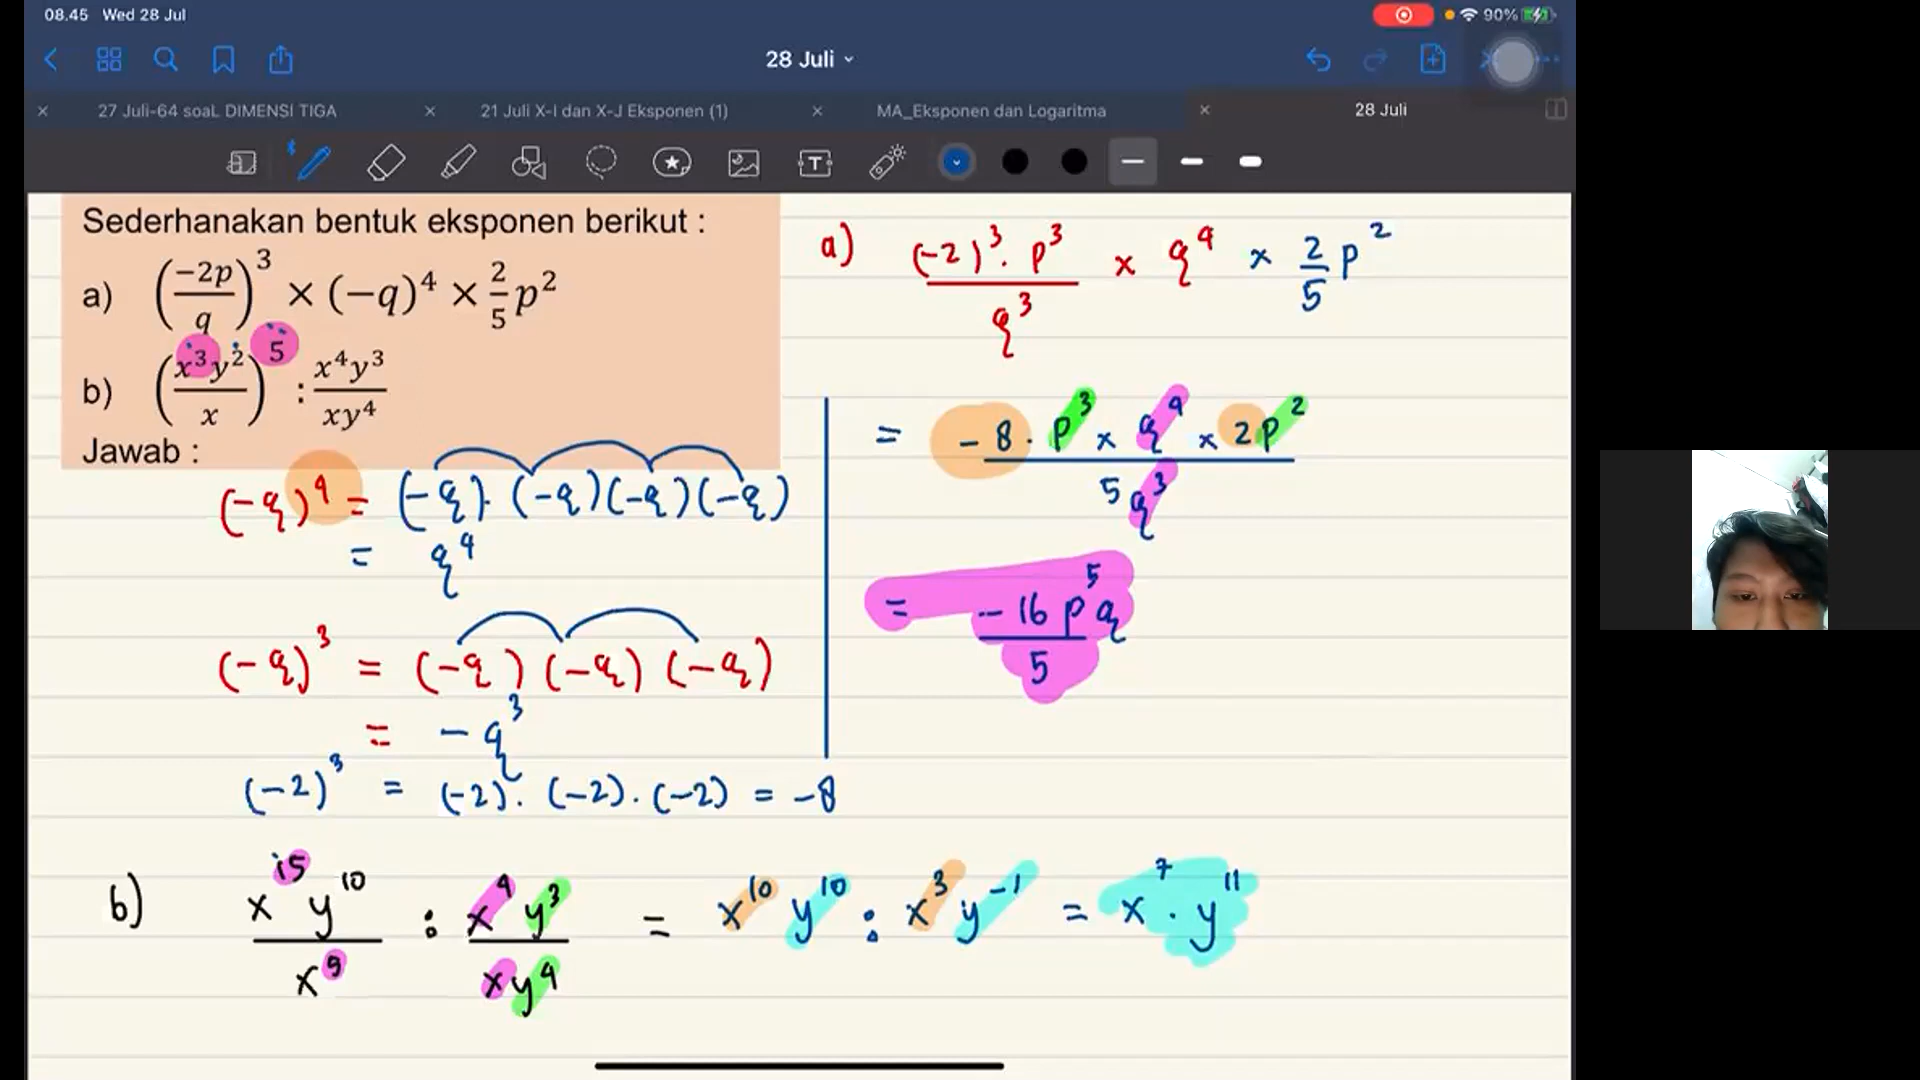 08.45 Wed 28 Jul
90%
28 Juli
27 Juli-64 soaL DIMENSI TIGA
21 Juli X-I dan X-J Eksponen (1)
MA_Eksponen dan Logaritma
28 Juli
Sederhanakan bentuk eksponen berikut :
a) (−2p/q)³ × (−q)⁴ × 2/5 p²
b) (x³y²/x)⁵ : x⁴y³/xy⁴
Jawab :
(−q)⁴ = (−q). (−q)(−q)(−q)
= q⁴
(−q)³ = (−q) (−q) (−q)
= −q³
(−2)³ = (−2). (−2). (−2) = −8
a) (−2)³. p³/q³ × q⁴ × 2/5 p²
= −8 . p³ × q⁴ × 2p² / 5q³
= −16 p⁵q / 5
b) x¹⁵ y¹⁰/x⁵ : x⁴ y³/xy⁴ = x¹⁰ y¹⁰ : x³ y⁻¹ = x⁷ . y¹¹